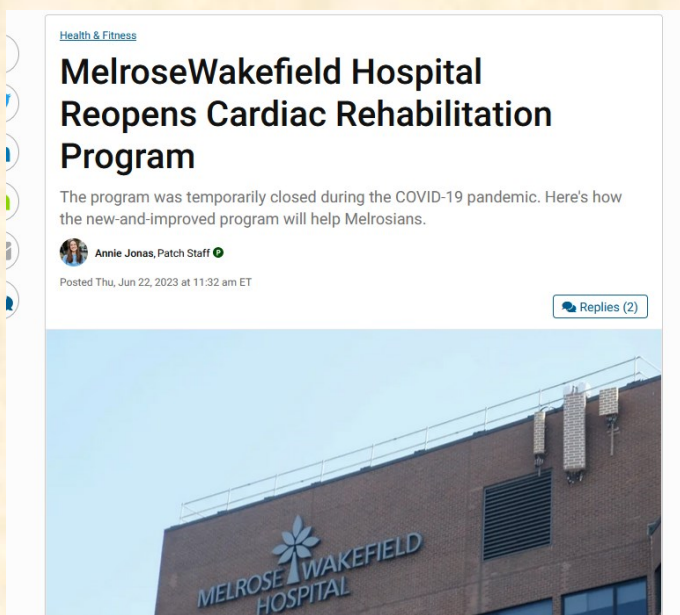 Health & Fitness
MelroseWakefield Hospital
Reopens Cardiac Rehabilitation
Program
The program was temporarily closed during the COVID-19 pandemic. Here's how
the new-and-improved program will help Melrosians.
Annie Jonas, Patch Staff P
Posted Thu, Jun 22, 2023 at 11:32 am ET
Replies (2)
MELROSE WAKEFIELD
HOSPITAL